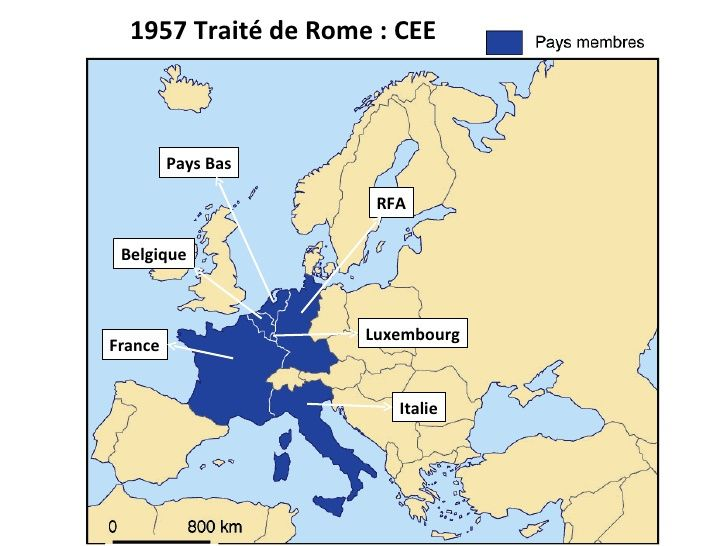 1957 Traité de Rome : CEE
Pays membres
Pays Bas
RFA
Belgique
Luxembourg
France
Italie
0 800 km